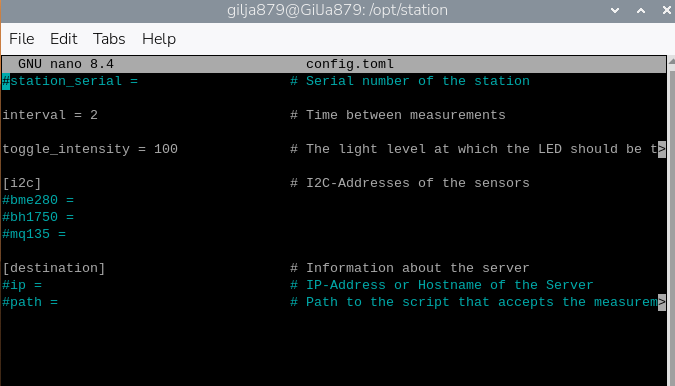 gilja879@GilJa879: /opt/station
File Edit Tabs Help
GNU nano 8.4 config.toml
#station_serial = # Serial number of the station
interval = 2 # Time between measurements
toggle_intensity = 100 # The light level at which the LED should be t>
[i2c] # I2C-Addresses of the sensors
#bme280 =
#bh1750 =
#mq135 =
[destination] # Information about the server
#ip = # IP-Address or Hostname of the Server
#path = # Path to the script that accepts the measurem>